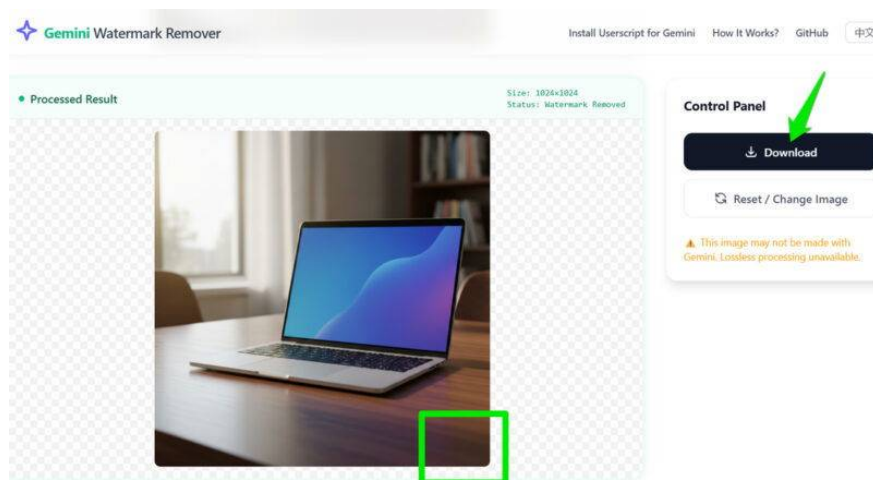 Gemini Watermark Remover
Install Userscript for Gemini How It Works? GitHub 中文
Processed Result
Size: 1024×1024
Status: Watermark Removed
Control Panel
Download
Reset / Change Image
This image may not be made with
Gemini. Lossless processing unavailable.